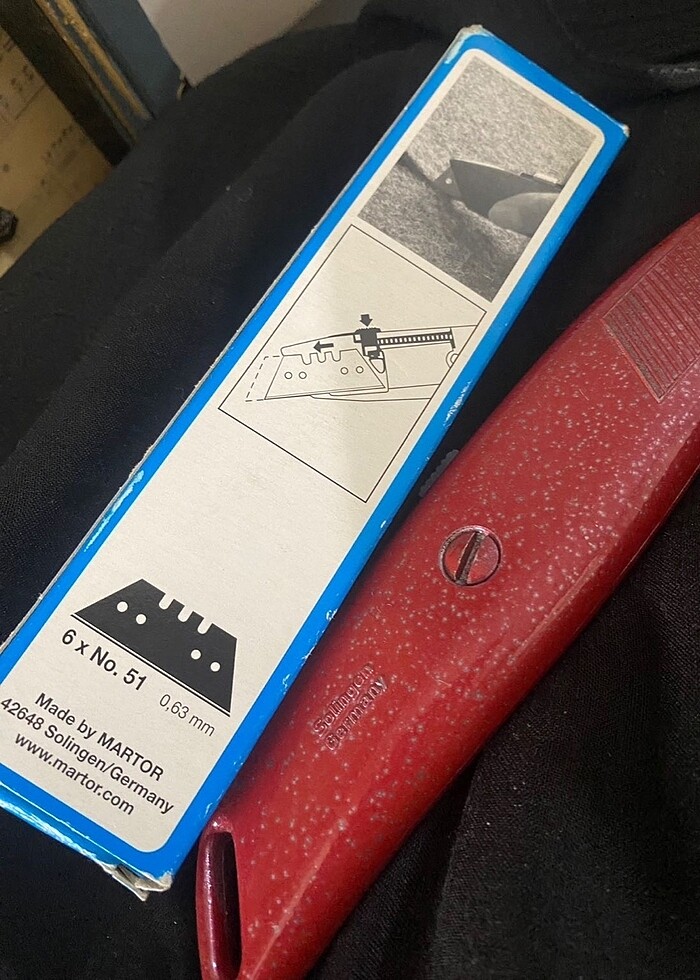 6 x No. 51
0,63 mm
Made by MARTOR
42648 Solingen/Germany
www.martor.com
Solingen
Germany